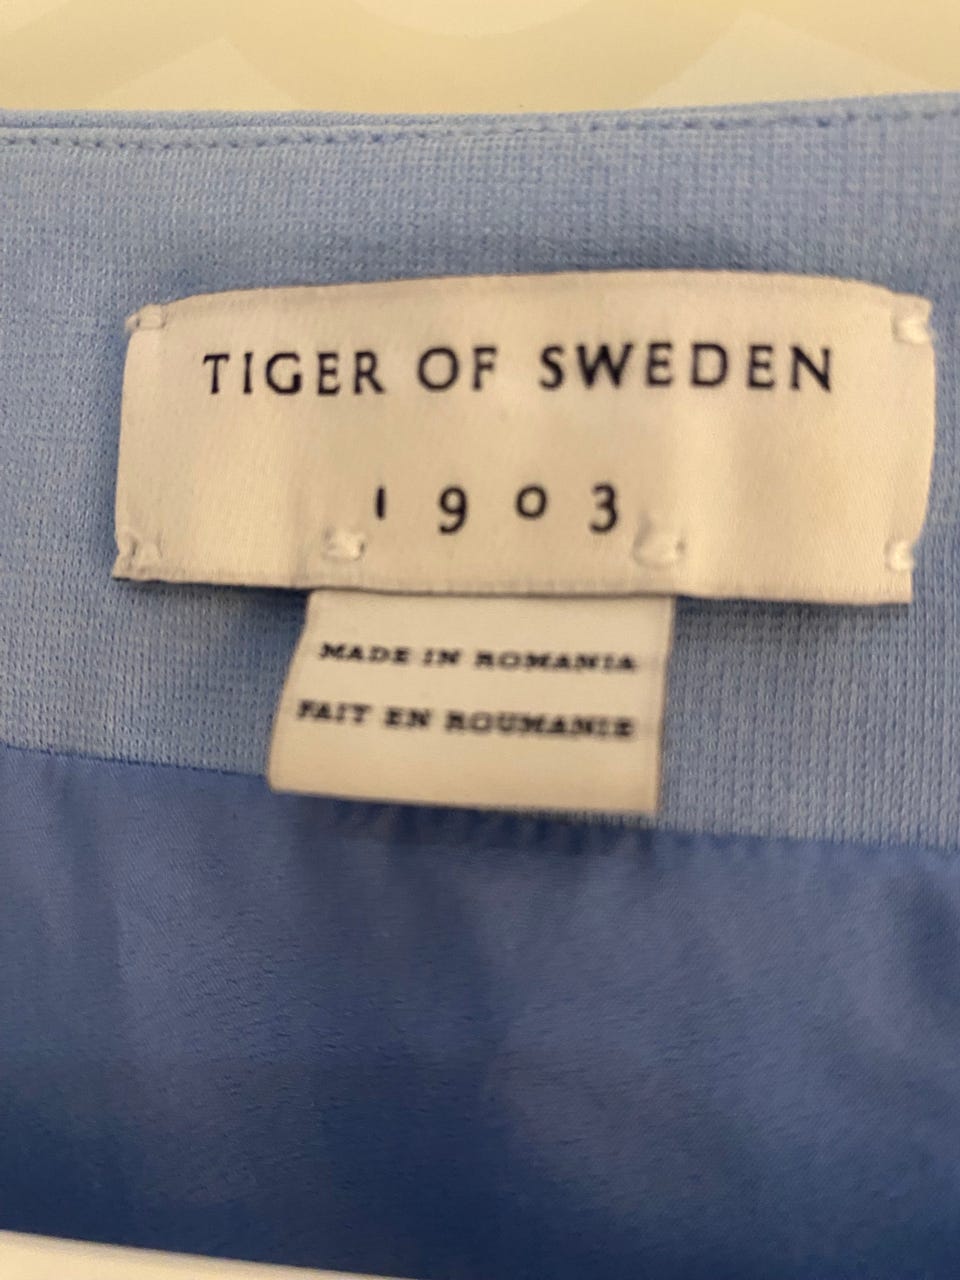 TIGER OF SWEDEN
1903
MADE IN ROMANIA
FAIT EN ROUMANIE